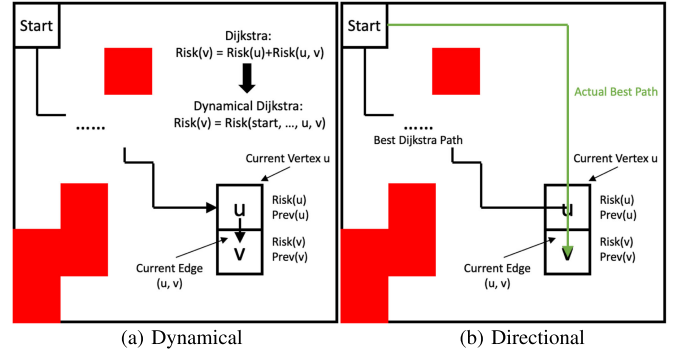 Start
Dijkstra:
Risk(v) = Risk(u)+Risk(u, v)
Dynamical Dijkstra:
Risk(v) = Risk(start, ..., u, v)
......
Current Vertex u
u
Risk(u)
Prev(u)
v
Risk(v)
Prev(v)
Current Edge
(u, v)
(a) Dynamical
Start
Actual Best Path
......
Best Dijkstra Path
Current Vertex u
u
Risk(u)
Prev(u)
v
Risk(v)
Prev(v)
Current Edge
(u, v)
(b) Directional